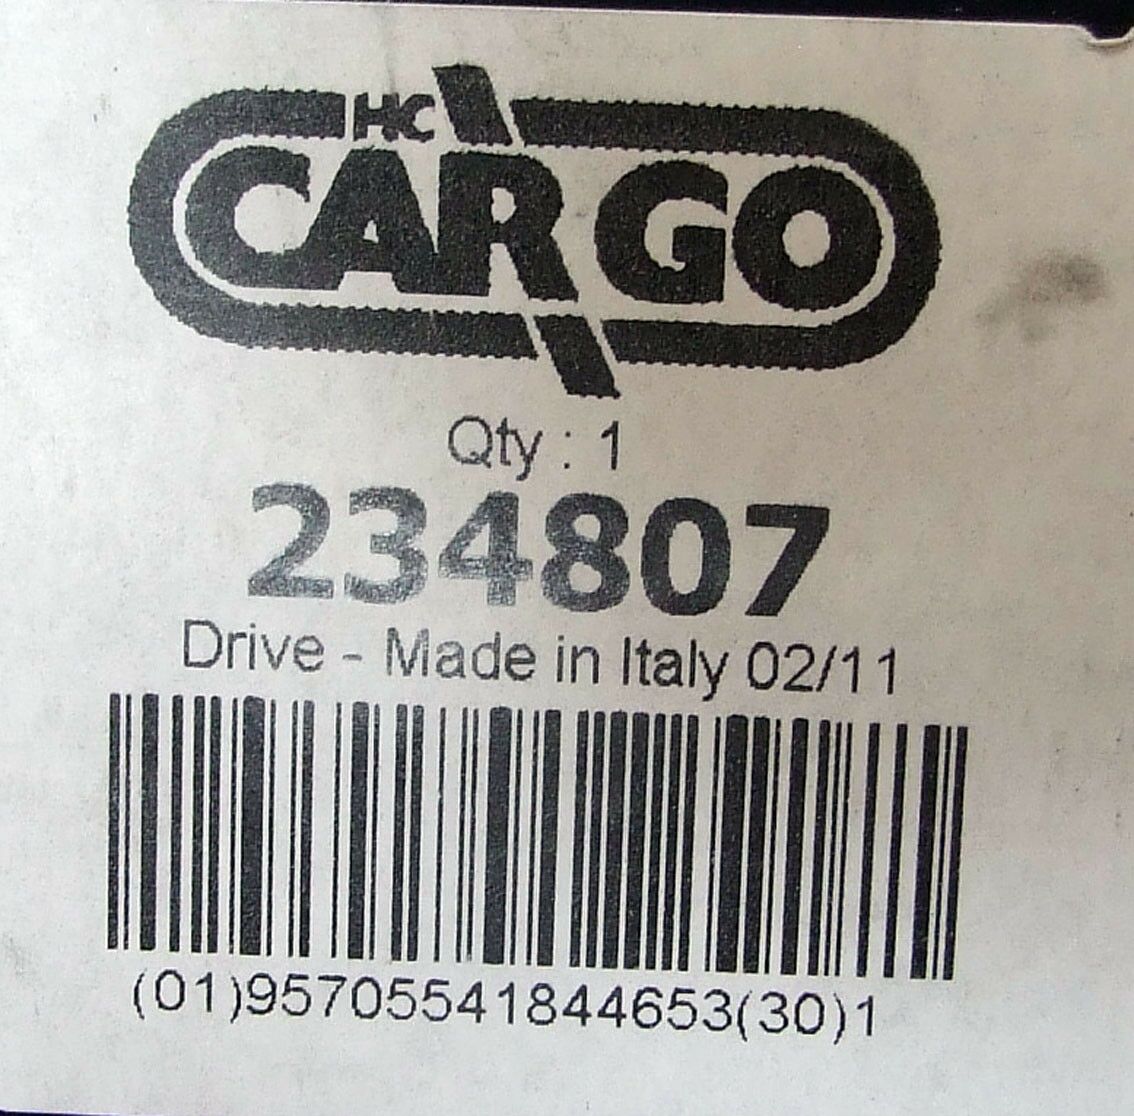 HC
CARGO
Qty : 1
234807
Drive - Made in Italy 02/11
(01)95705541844653(30)1